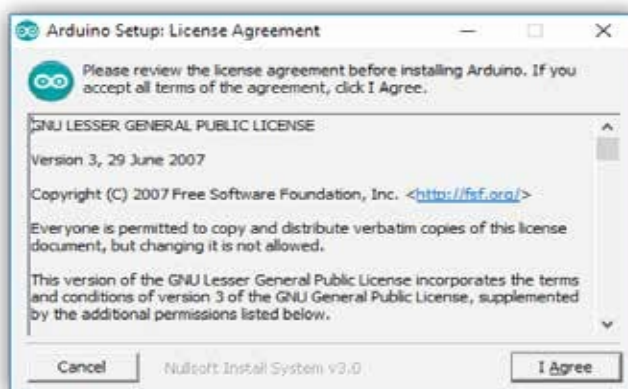 Arduino Setup: License Agreement
Please review the license agreement before installing Arduino. If you
accept all terms of the agreement, click I Agree.
GNU LESSER GENERAL PUBLIC LICENSE
Version 3, 29 June 2007
Copyright (C) 2007 Free Software Foundation, Inc. <http://fsf.org/>
Everyone is permitted to copy and distribute verbatim copies of this license
document, but changing it is not allowed.
This version of the GNU Lesser General Public License incorporates the terms
and conditions of version 3 of the GNU General Public License, supplemented
by the additional permissions listed below.
Cancel Nullsoft Install System v3.0 I Agree